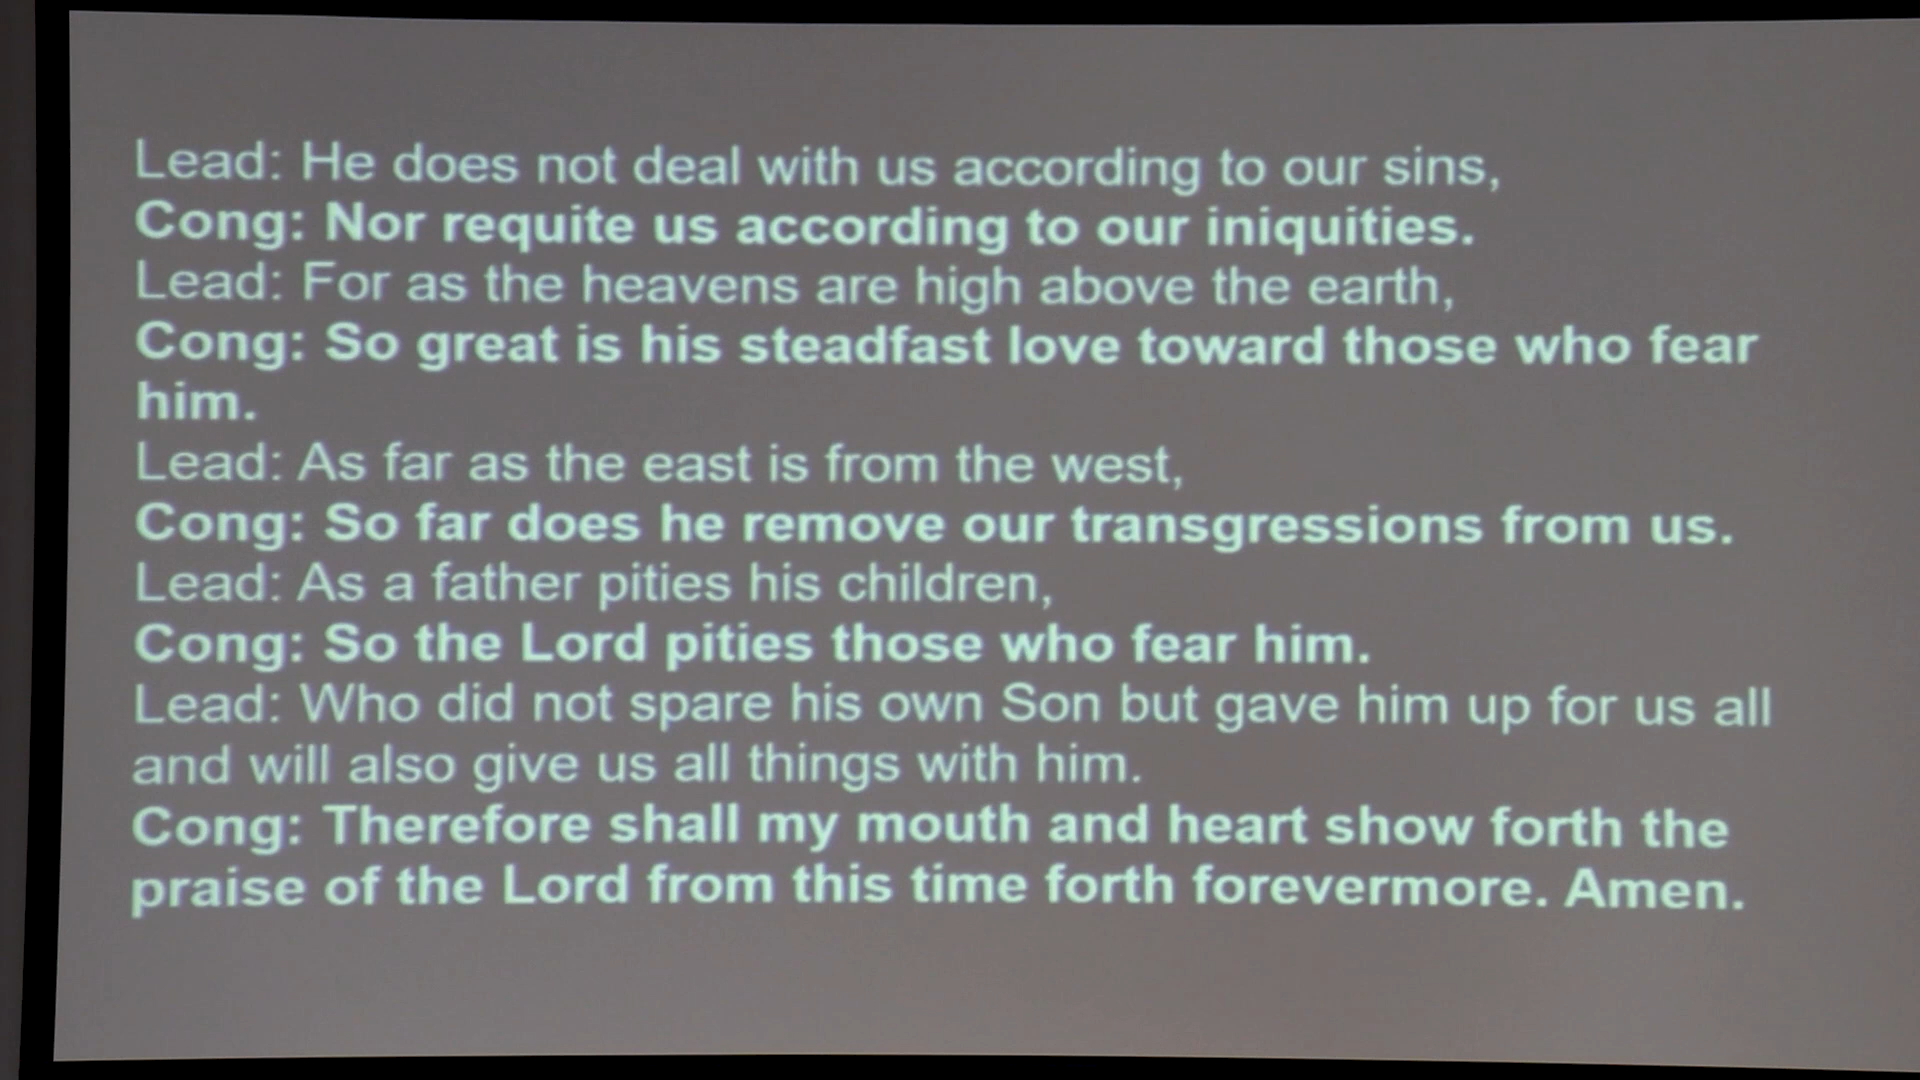 Lead: He does not deal with us according to our sins,
Cong: Nor requite us according to our iniquities.
Lead: For as the heavens are high above the earth,
Cong: So great is his steadfast love toward those who fear
him.
Lead: As far as the east is from the west,
Cong: So far does he remove our transgressions from us.
Lead: As a father pities his children,
Cong: So the Lord pities those who fear him.
Lead: Who did not spare his own Son but gave him up for us all
and will also give us all things with him.
Cong: Therefore shall my mouth and heart show forth the
praise of the Lord from this time forth forevermore. Amen.